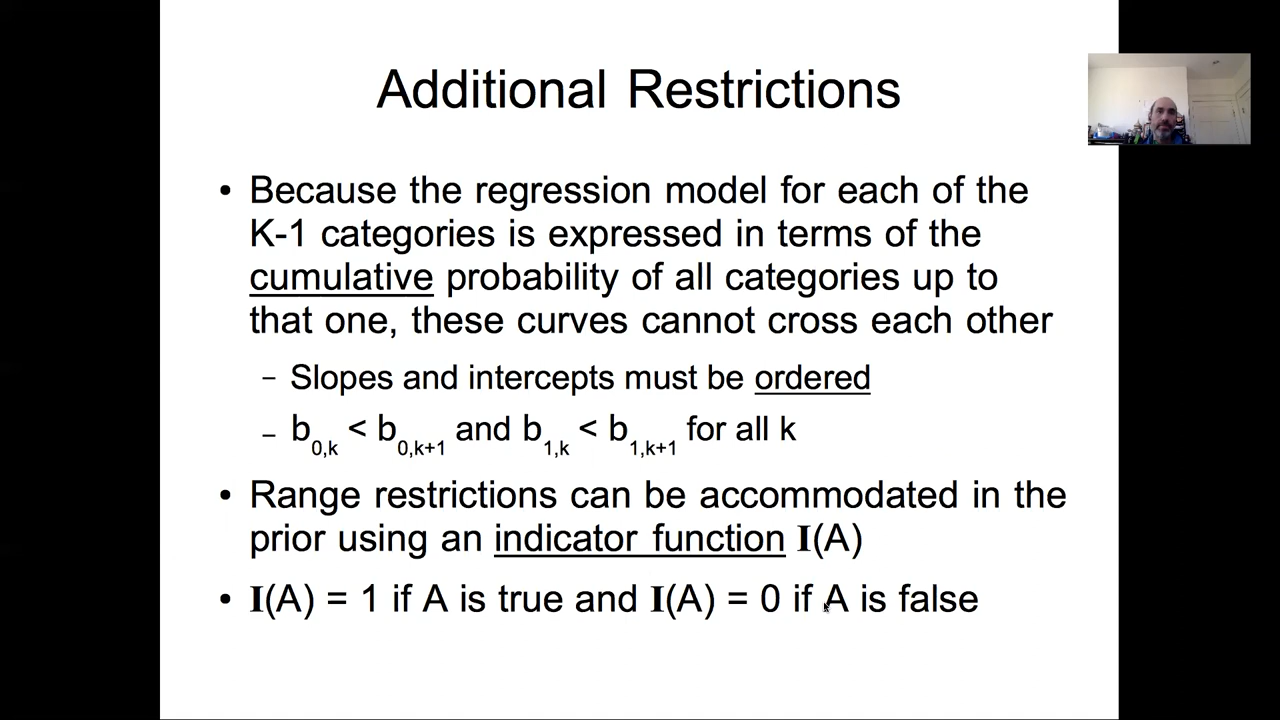 Additional Restrictions
• Because the regression model for each of the
K-1 categories is expressed in terms of the
cumulative probability of all categories up to
that one, these curves cannot cross each other
– Slopes and intercepts must be ordered
– b0,k < b0,k+1 and b1,k < b1,k+1 for all k
• Range restrictions can be accommodated in the
prior using an indicator function I(A)
• I(A) = 1 if A is true and I(A) = 0 if A is false